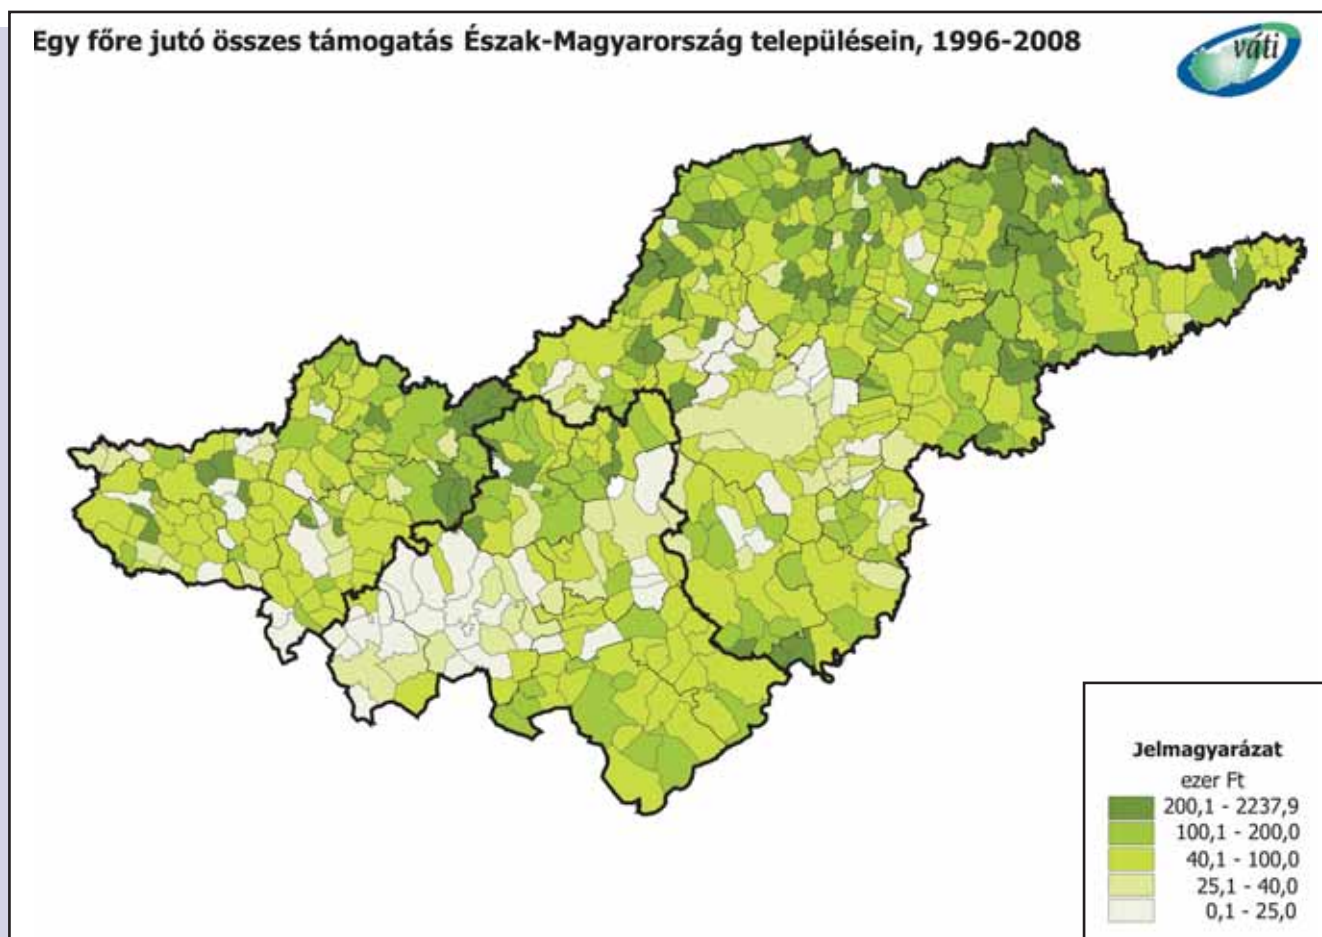 Egy főre jutó összes támogatás Észak-Magyarország településein, 1996-2008
váti
Jelmagyarázat
ezer Ft
200,1 - 2237,9
100,1 - 200,0
40,1 - 100,0
25,1 - 40,0
0,1 - 25,0